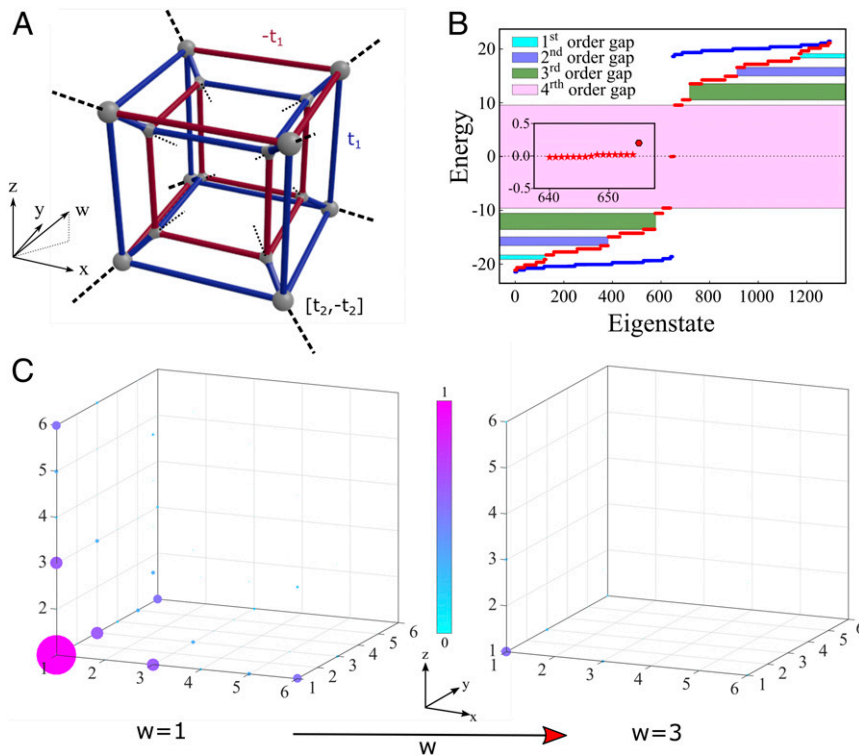 A
-t₁
t₁
z
y
w
x
[t₂,-t₂]
B
Energy
20
10
0
-10
-20
1ˢᵗ order gap
2ⁿᵈ order gap
3ʳᵈ order gap
4ʳᵗʰ order gap
0.5
0.0
-0.5
640
650
0
200
400
600
800
1000
1200
Eigenstate
C
6
5
4
3
2
1
2
3
4
5
6
1
2
3
4
5
6
1
0
z
y
x
6
5
4
3
2
1
2
3
4
5
6
1
2
3
4
5
6
w=1
w
w=3